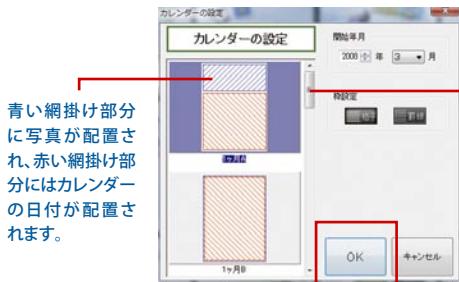 カレンダーの設定
カレンダーの設定
開始年月
2008 年 3 月
枠設定
罫線
1ヶ月A
1ヶ月B
OK
キャンセル
青い網掛け部分
に写真が配置さ
れ、赤い網掛け部
分にはカレンダー
の日付が配置さ
れます。